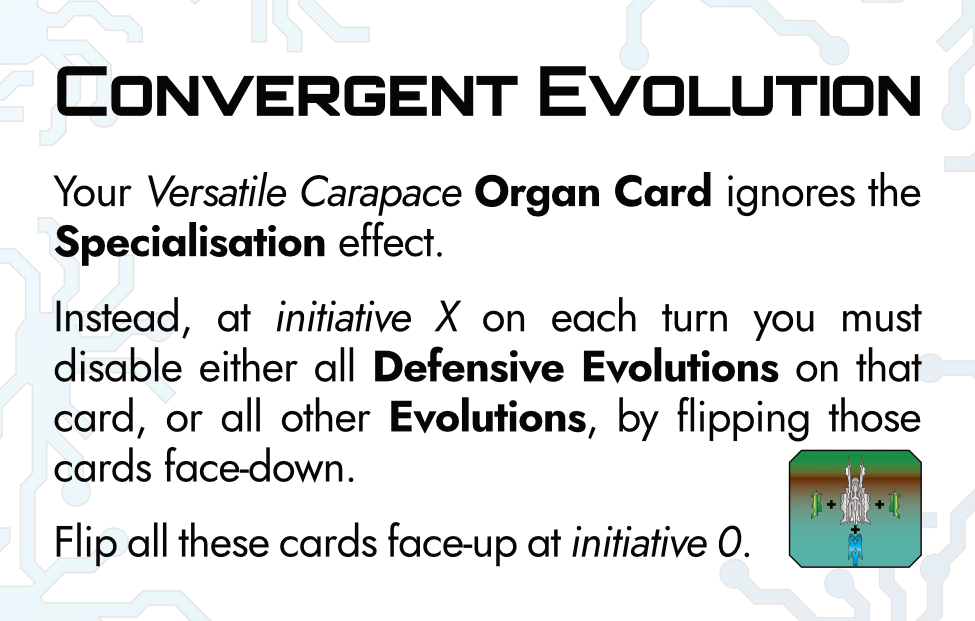 Convergent Evolution
Your Versatile Carapace Organ Card ignores the
Specialisation effect.
Instead, at initiative X on each turn you must
disable either all Defensive Evolutions on that
card, or all other Evolutions, by flipping those
cards face-down.
Flip all these cards face-up at initiative 0.